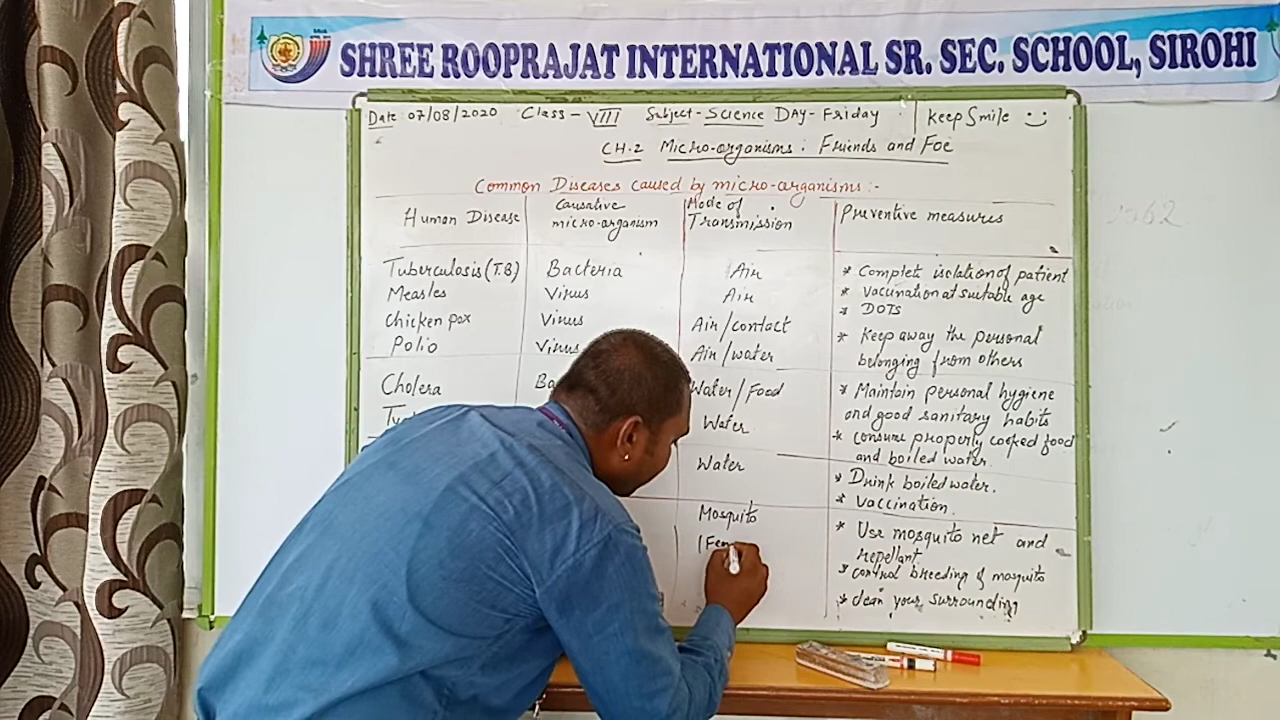 SHREE ROOPRAJAT INTERNATIONAL SR. SEC. SCHOOL, SIROHI
Date 07/08/2020 Class - VIII Subject - Science DAY - Friday Keep Smile
CH.2 Micro-organisms: Friends and Foe
Common Diseases caused by micro-organisms:-
Human Disease
Causative
micro-organism
Mode of
Transmission
Preventive measures
Tuberculosis (T.B) Bacteria Air * Complete isolation of patient
Measles Virus Air * Vaccination at suitable age
* DOTS
Chicken pox Virus Air/contact * Keep away the personal
Polio Virus Air/water belonging from others
Cholera Ba Water/Food * Maintain personal hygiene
and good sanitary habits
Water
* Consume properly cooked food
and boiled water
Water * Drink boiled water.
* Vaccination.
Mosquito * Use mosquito net and
(Fem repellant
* control breeding of mosquito
* clean your surrounding